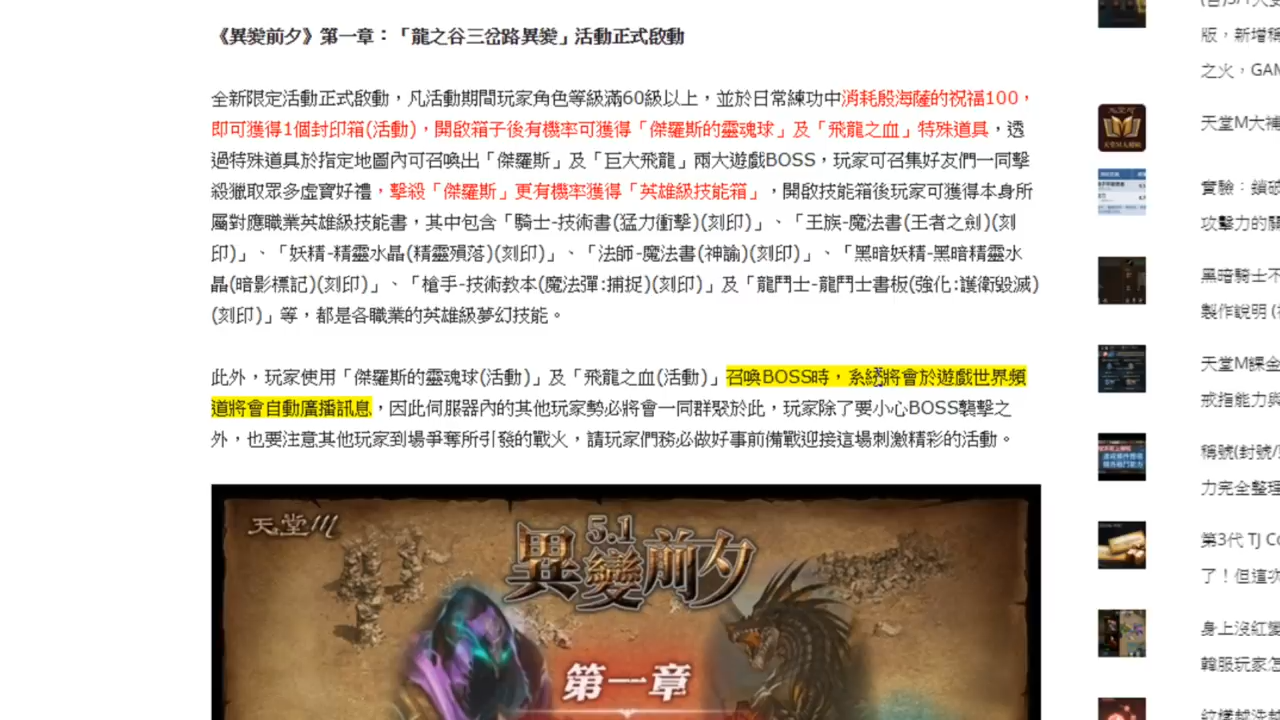 《異變前夕》第一章：「龍之谷三岔路異變」活動正式啟動
全新限定活動正式啟動，凡活動期間玩家角色等級滿60級以上，並於日常練功中消耗殷海薩的祝福100，
即可獲得1個封印箱(活動)，開啟箱子後有機率可獲得「傑羅斯的靈魂球」及「飛龍之血」特殊道具，透
過特殊道具於指定地圖內可召喚出「傑羅斯」及「巨大飛龍」兩大遊戲BOSS，玩家可召集好友們一同擊
殺獵取眾多虛寶好禮，擊殺「傑羅斯」更有機率獲得「英雄級技能箱」，開啟技能箱後玩家可獲得本身所
屬對應職業英雄級技能書，其中包含「騎士-技術書(猛力衝擊)(刻印)」、「王族-魔法書(王者之劍)(刻
印)」、「妖精-精靈水晶(精靈殞落)(刻印)」、「法師-魔法書(神諭)(刻印)」、「黑暗妖精-黑暗精靈水
晶(暗影標記)(刻印)」、「槍手-技術教本(魔法彈:捕捉)(刻印)」及「龍鬥士-龍鬥士書板(強化:護衛毀滅)
(刻印)」等，都是各職業的英雄級夢幻技能。
此外，玩家使用「傑羅斯的靈魂球(活動)」及「飛龍之血(活動)」召喚BOSS時，系統將會於遊戲世界頻
道將會自動廣播訊息，因此伺服器內的其他玩家勢必將會一同群聚於此，玩家除了要小心BOSS襲擊之
外，也要注意其他玩家到場爭奪所引發的戰火，請玩家們務必做好事前備戰迎接這場刺激精彩的活動。
天堂M
5.1
異變前夕
第一章
版，新增稱
之火，GAM
天堂M大補
實驗：鎖破
攻擊力的關
黑暗騎士不
製作說明 (
天堂M課金
戒指能力與
稱號(封號/
力完全整理
第3代 TJ Co
了！但這次
身上沒紅變
韓服玩家怎